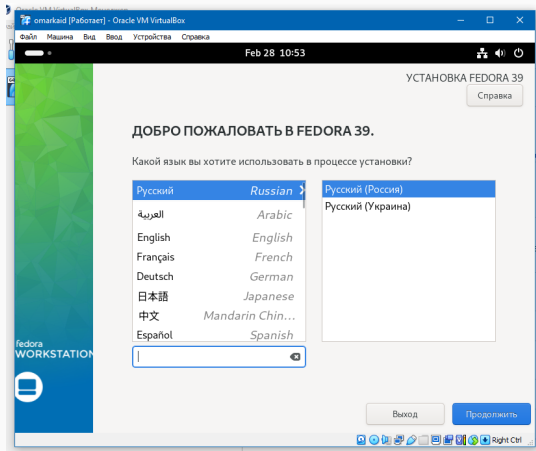 omarkaid [Работает] - Oracle VM VirtualBox
Файл Машина Вид Ввод Устройства Справка
Feb 28 10:53
УСТАНОВКА FEDORA 39
Справка
ДОБРО ПОЖАЛОВАТЬ В FEDORA 39.
Какой язык вы хотите использовать в процессе установки?
Русский Russian
العربية Arabic
English English
Français French
Deutsch German
日本語 Japanese
中文 Mandarin Chin...
Español Spanish
Русский (Россия)
Русский (Украина)
fedora
WORKSTATION
Выход Продолжить
Right Ctrl